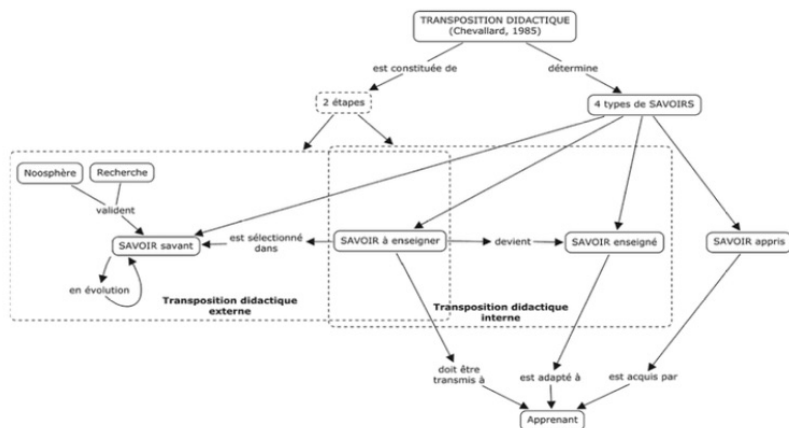 TRANSPOSITION DIDACTIQUE
(Chevallard, 1985)
est constituée de
détermine
2 étapes
4 types de SAVOIRS
Noosphère
Recherche
valident
SAVOIR savant
est sélectionné
dans
SAVOIR à enseigner
devient
SAVOIR enseigné
SAVOIR appris
en évolution
Transposition didactique
externe
Transposition didactique
interne
doit être
transmis à
est adapté à
est acquis par
Apprenant